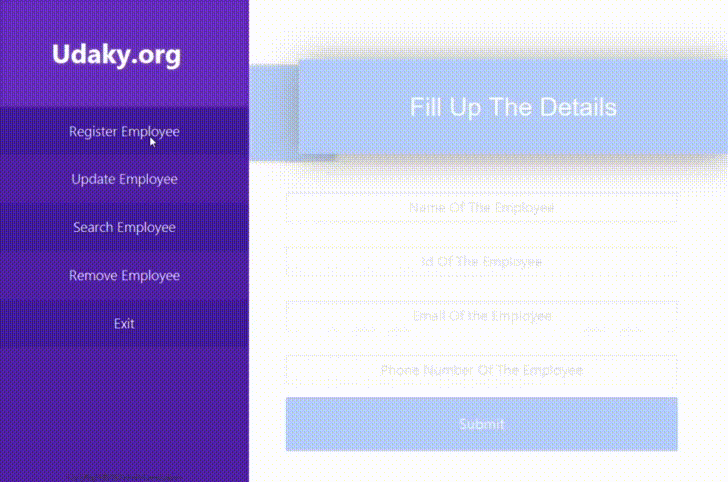 Udaky.org
Register Employee
Update Employee
Search Employee
Remove Employee
Exit
Fill Up The Details
Name Of The Employee
Id Of The Employee
Email Of the Employee
Phone Number Of The Employee
Submit